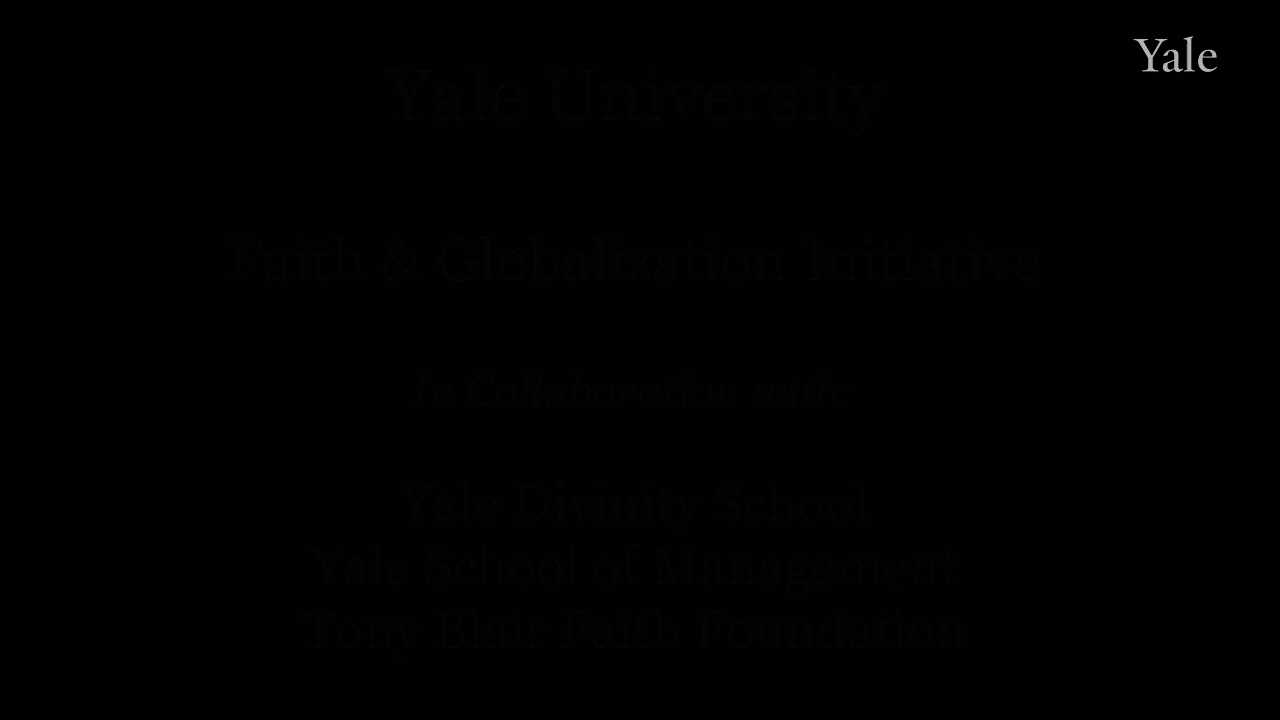 Yale
Yale University
Faith & Globalization Initiative
In Collaboration with:
Yale Divinity School
Yale School of Management
Tony Blair Faith Foundation